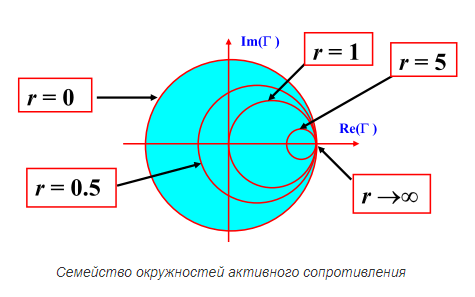 Im(Γ )
r = 1
r = 5
r = 0
Re(Γ )
r = 0.5
r →∞
Семейство окружностей активного сопротивления